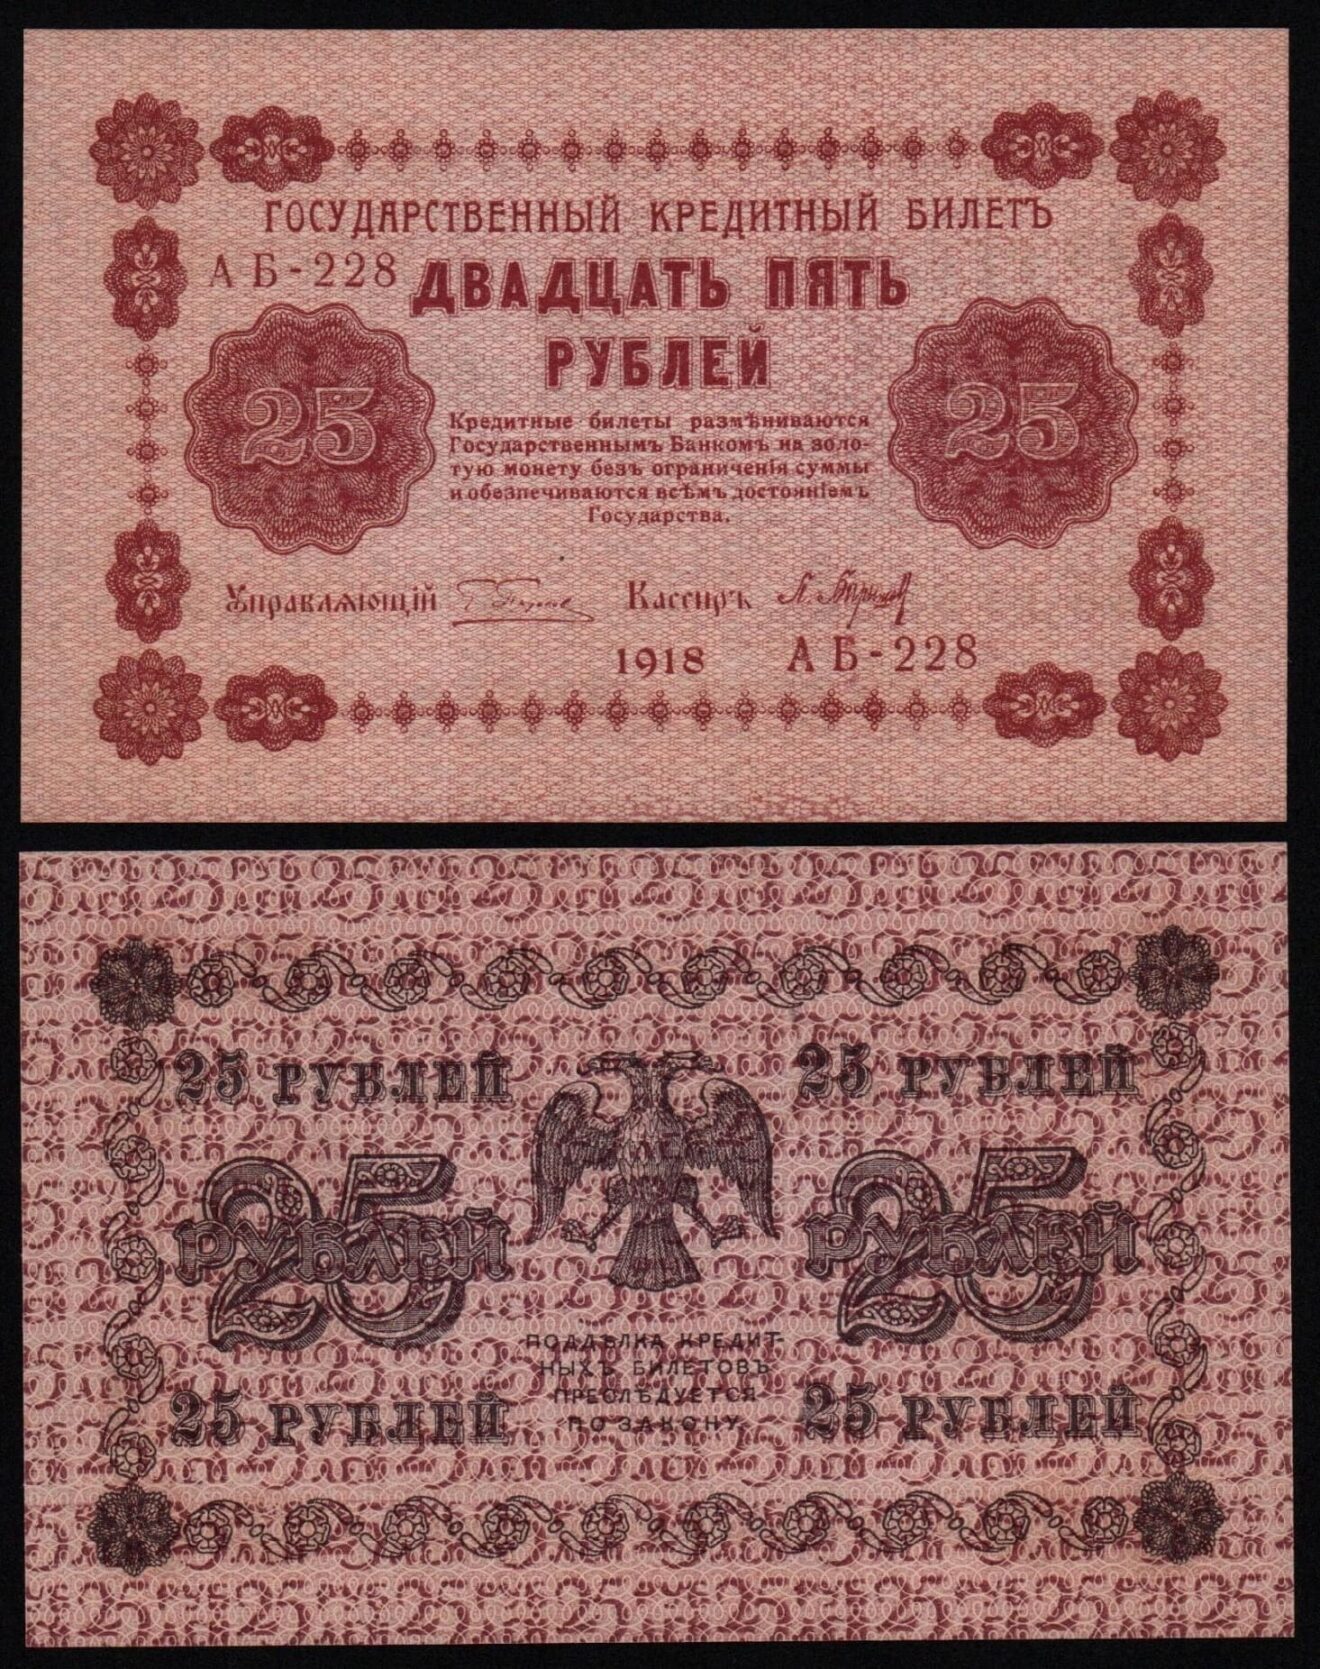 ГОСУДАРСТВЕННЫЙ КРЕДИТНЫЙ БИЛЕТЪ
АБ-228
ДВАДЦАТЬ ПЯТЬ
РУБЛЕЙ
25
25
Кредитные билеты размѣниваются
Государственнымъ Банкомъ на золо-
тую монету безъ ограниченія суммы
и обезпечиваются всѣмъ достояніемъ
Государства.
Управляющій Кассиръ
1918 АБ-228
25 РУБЛЕЙ 25 РУБЛЕЙ
25 РУБЛЕЙ 25 РУБЛЕЙ
ПОДДѢЛКА КРЕДИТ-
НЫХЪ БИЛЕТОВЪ
ПРЕСЛѢДУЕТСЯ
ПО ЗАКОНУ.
25 РУБЛЕЙ 25 РУБЛЕЙ